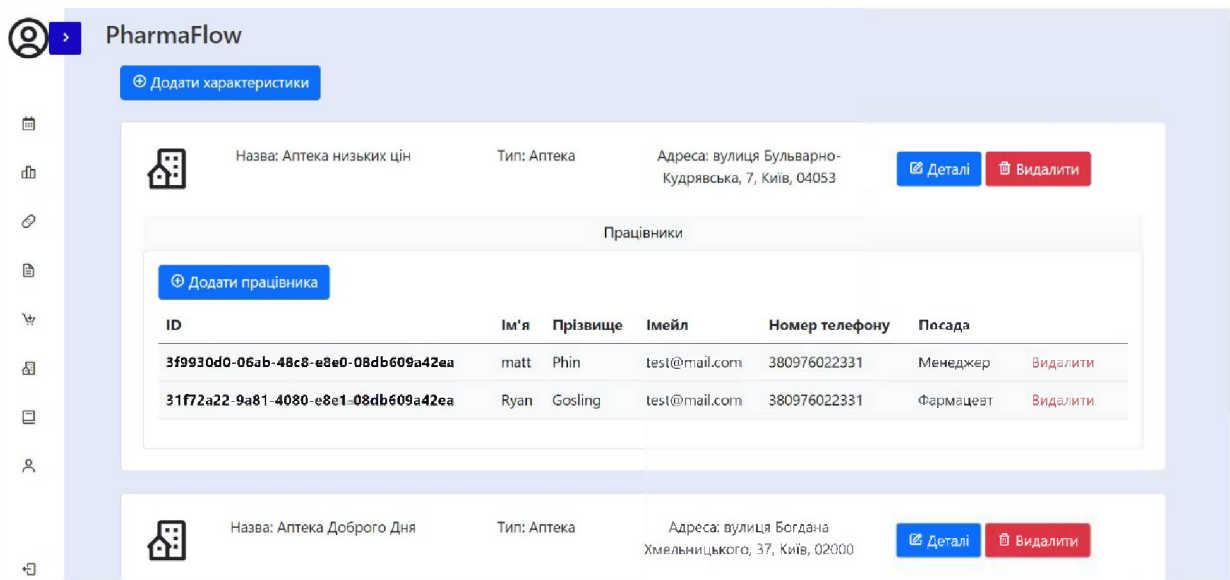 PharmaFlow
Додати характеристики
Назва: Аптека низьких цін
Тип: Аптека
Адреса: вулиця Бульварно-
Кудрявська, 7, Київ, 04053
Деталі
Видалити
Працівники
Додати працівника
ID Ім'я Прізвище Імейл Номер телефону Посада
3f9930d0-06ab-48c8-e8e0-08db609a42ea matt Phin test@mail.com 380976022331 Менеджер Видалити
31f72a22-9a81-4080-e8e1-08db609a42ea Ryan Gosling test@mail.com 380976022331 Фармацевт Видалити
Назва: Аптека Доброго Дня
Тип: Аптека
Адреса: вулиця Богдана
Хмельницького, 37, Київ, 02000
Деталі
Видалити